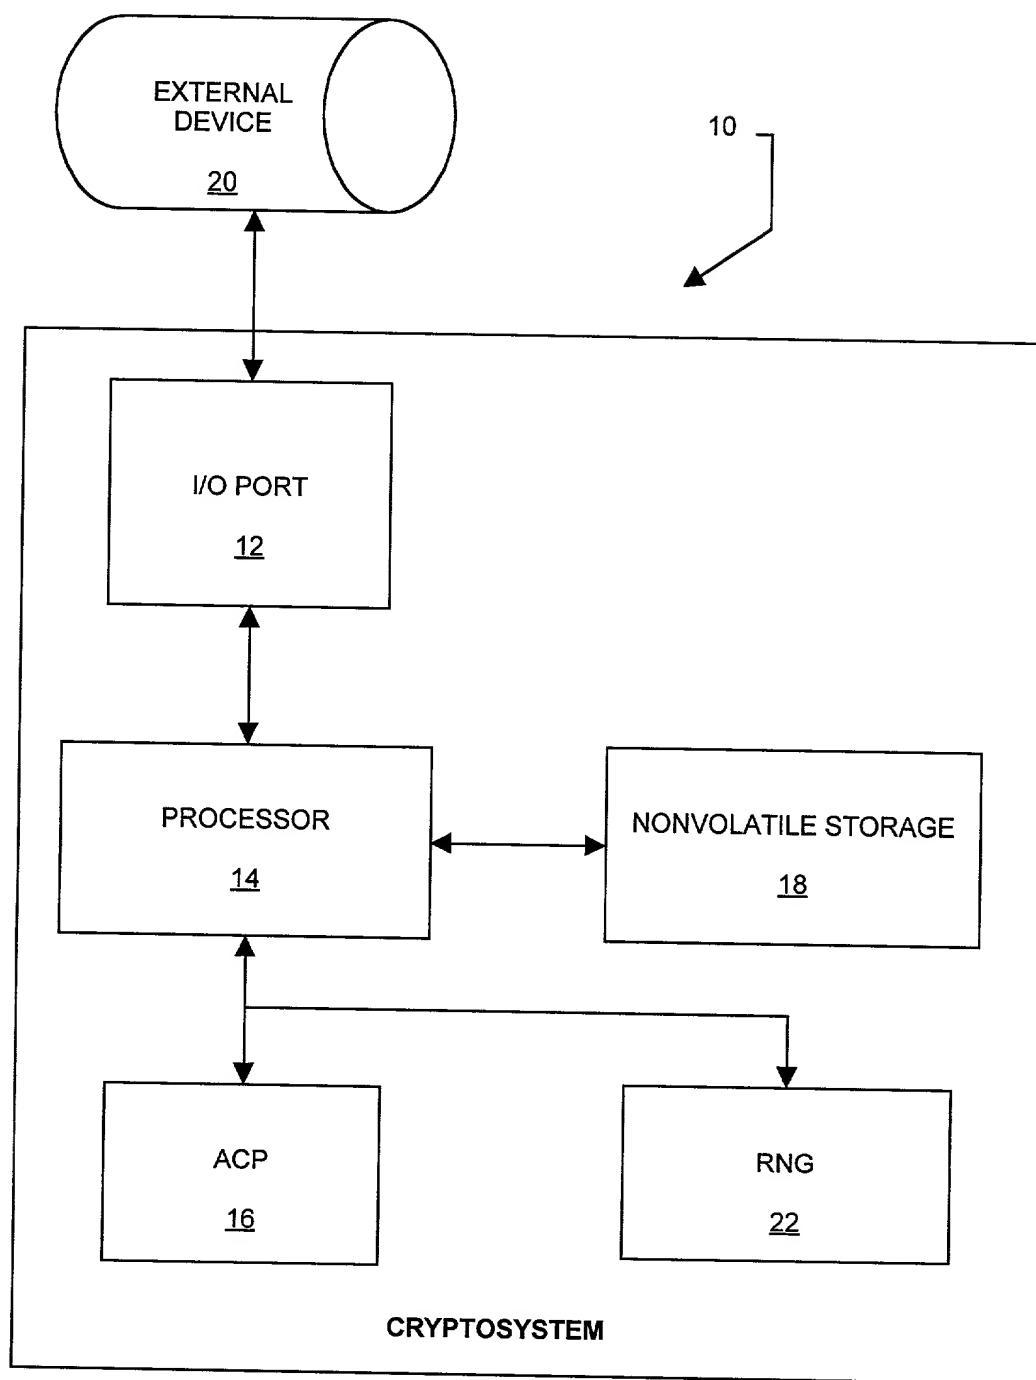 EXTERNAL
DEVICE
20
10
I/O PORT
12
PROCESSOR
14
NONVOLATILE STORAGE
18
ACP
16
RNG
22
CRYPTOSYSTEM